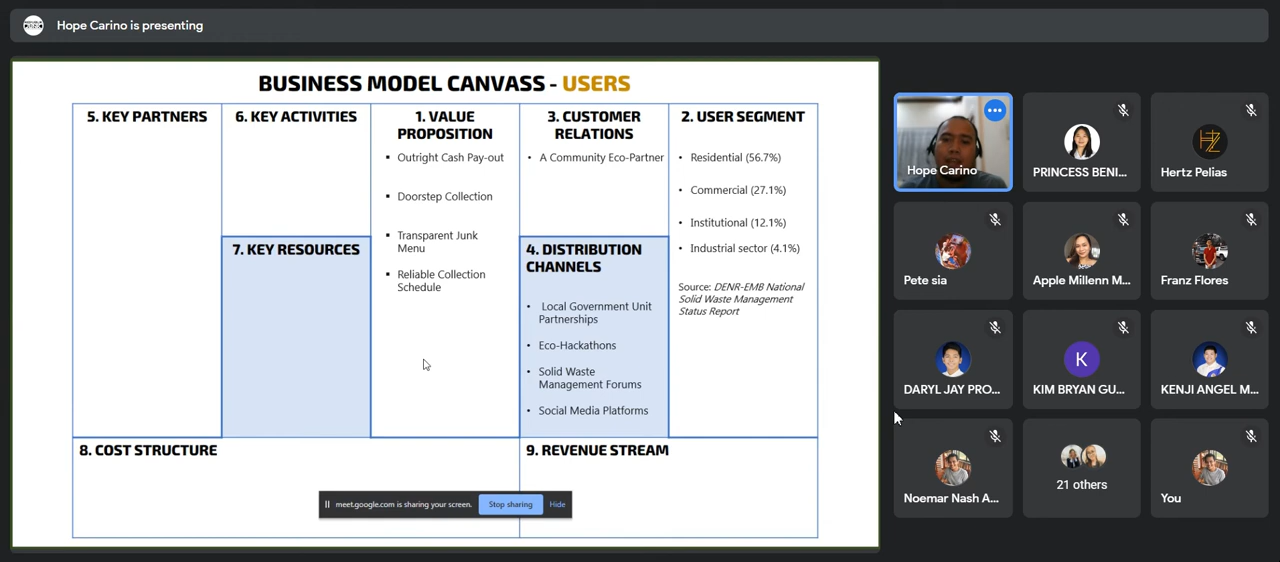 Hope Carino is presenting
BUSINESS MODEL CANVASS - USERS
5. KEY PARTNERS
6. KEY ACTIVITIES
7. KEY RESOURCES
1. VALUE
PROPOSITION
▪ Outright Cash Pay-out
▪ Doorstep Collection
▪ Transparent Junk
Menu
▪ Reliable Collection
Schedule
3. CUSTOMER
RELATIONS
• A Community Eco-Partner
4. DISTRIBUTION
CHANNELS
• Local Government Unit
Partnerships
• Eco-Hackathons
• Solid Waste
Management Forums
• Social Media Platforms
2. USER SEGMENT
• Residential (56.7%)
• Commercial (27.1%)
• Institutional (12.1%)
• Industrial sector (4.1%)
Source: DENR-EMB National
Solid Waste Management
Status Report
8. COST STRUCTURE
9. REVENUE STREAM
meet.google.com is sharing your screen.
Stop sharing
Hide
Hope Carino
PRINCESS BENI...
Hertz Pelias
Pete sia
Apple Millenn M...
Franz Flores
DARYL JAY PRO...
K
KIM BRYAN GU...
KENJI ANGEL M...
Noemar Nash A...
21 others
You